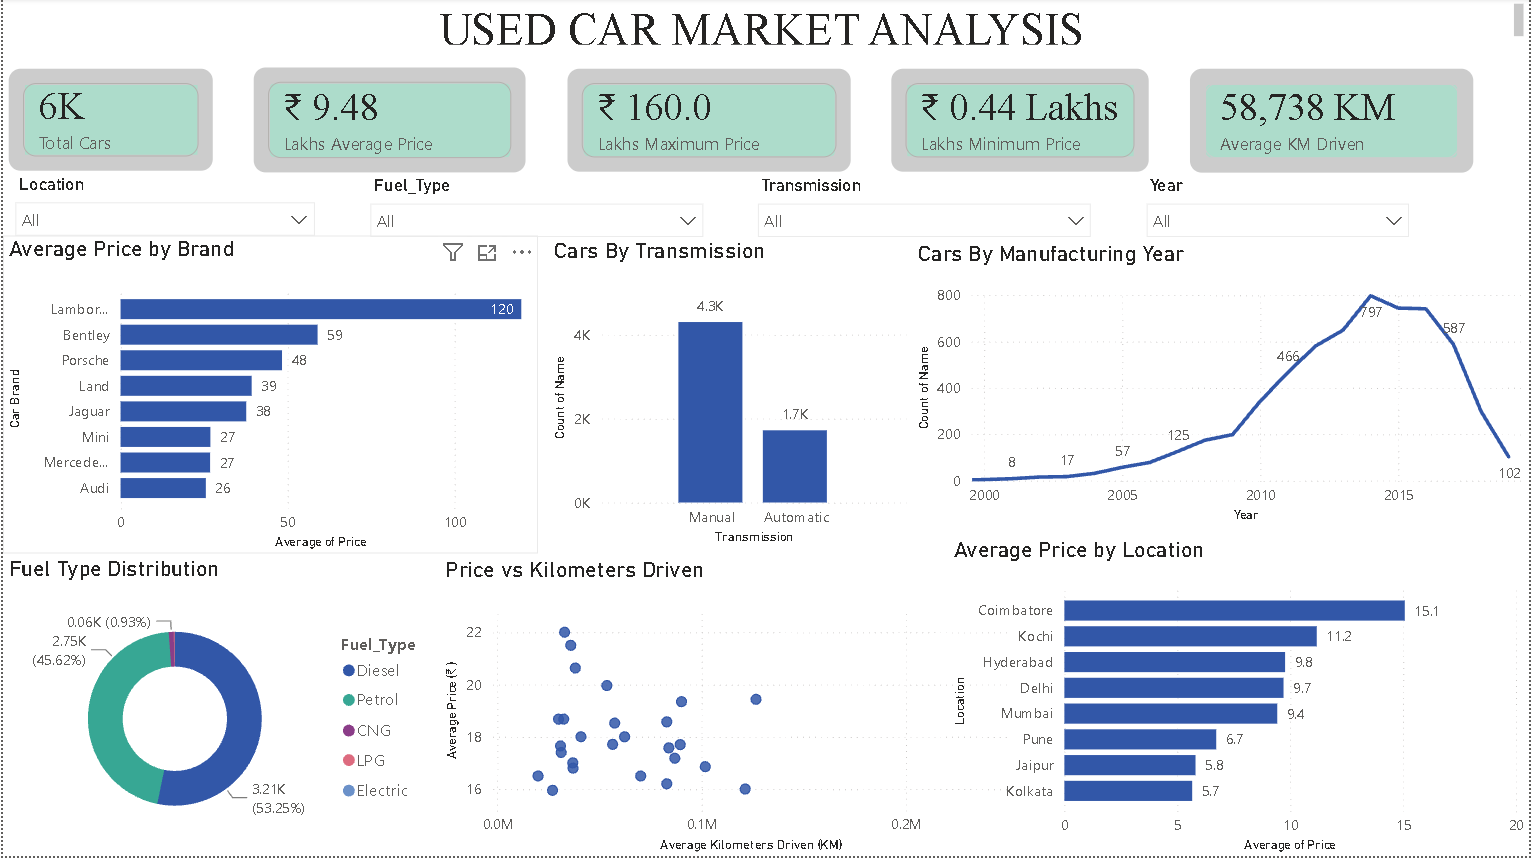 USED CAR MARKET ANALYSIS
6K
Total Cars
₹ 9.48
Lakhs Average Price
₹ 160.0
Lakhs Maximum Price
₹ 0.44 Lakhs
Lakhs Minimum Price
58,738 KM
Average KM Driven
Location
All
Fuel_Type
All
Transmission
All
Year
All
Average Price by Brand
Car Brand
Lambor... 120
Bentley 59
Porsche 48
Land 39
Jaguar 38
Mini 27
Mercede... 27
Audi 26
0 50 100
Average of Price
Cars By Transmission
Count of Name
4K
2K
0K
4.3K
1.7K
Manual Automatic
Transmission
Cars By Manufacturing Year
Count of Name
800
600
400
200
0
8
17
57
125
466
797
587
102
2000 2005 2010 2015
Year
Fuel Type Distribution
0.06K (0.93%)
2.75K
(45.62%)
3.21K
(53.25%)
Fuel_Type
Diesel
Petrol
CNG
LPG
Electric
Price vs Kilometers Driven
Average Price (₹)
22
20
18
16
0.0M 0.1M 0.2M
Average Kilometers Driven (KM)
Average Price by Location
Location
Coimbatore 15.1
Kochi 11.2
Hyderabad 9.8
Delhi 9.7
Mumbai 9.4
Pune 6.7
Jaipur 5.8
Kolkata 5.7
0 5 10 15 20
Average of Price